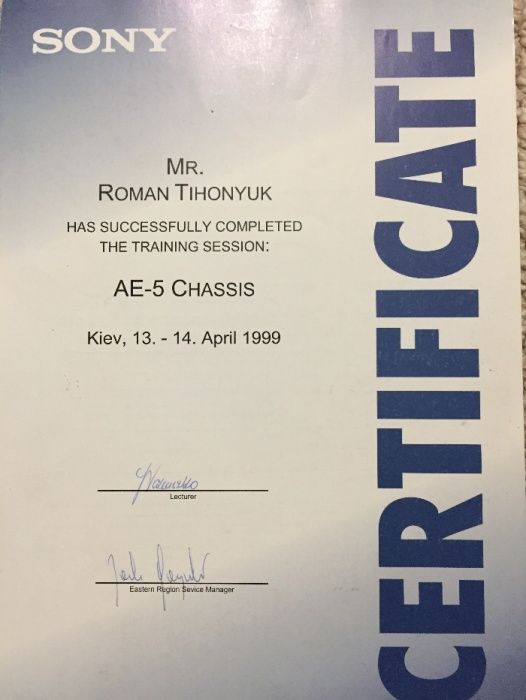 SONY
MR.
ROMAN TIHONYUK
HAS SUCCESSFULLY COMPLETED
THE TRAINING SESSION:
AE-5 CHASSIS
Kiev, 13. - 14. April 1999
Lecturer
Eastern Region Sevice Manager
CERTIFICATE